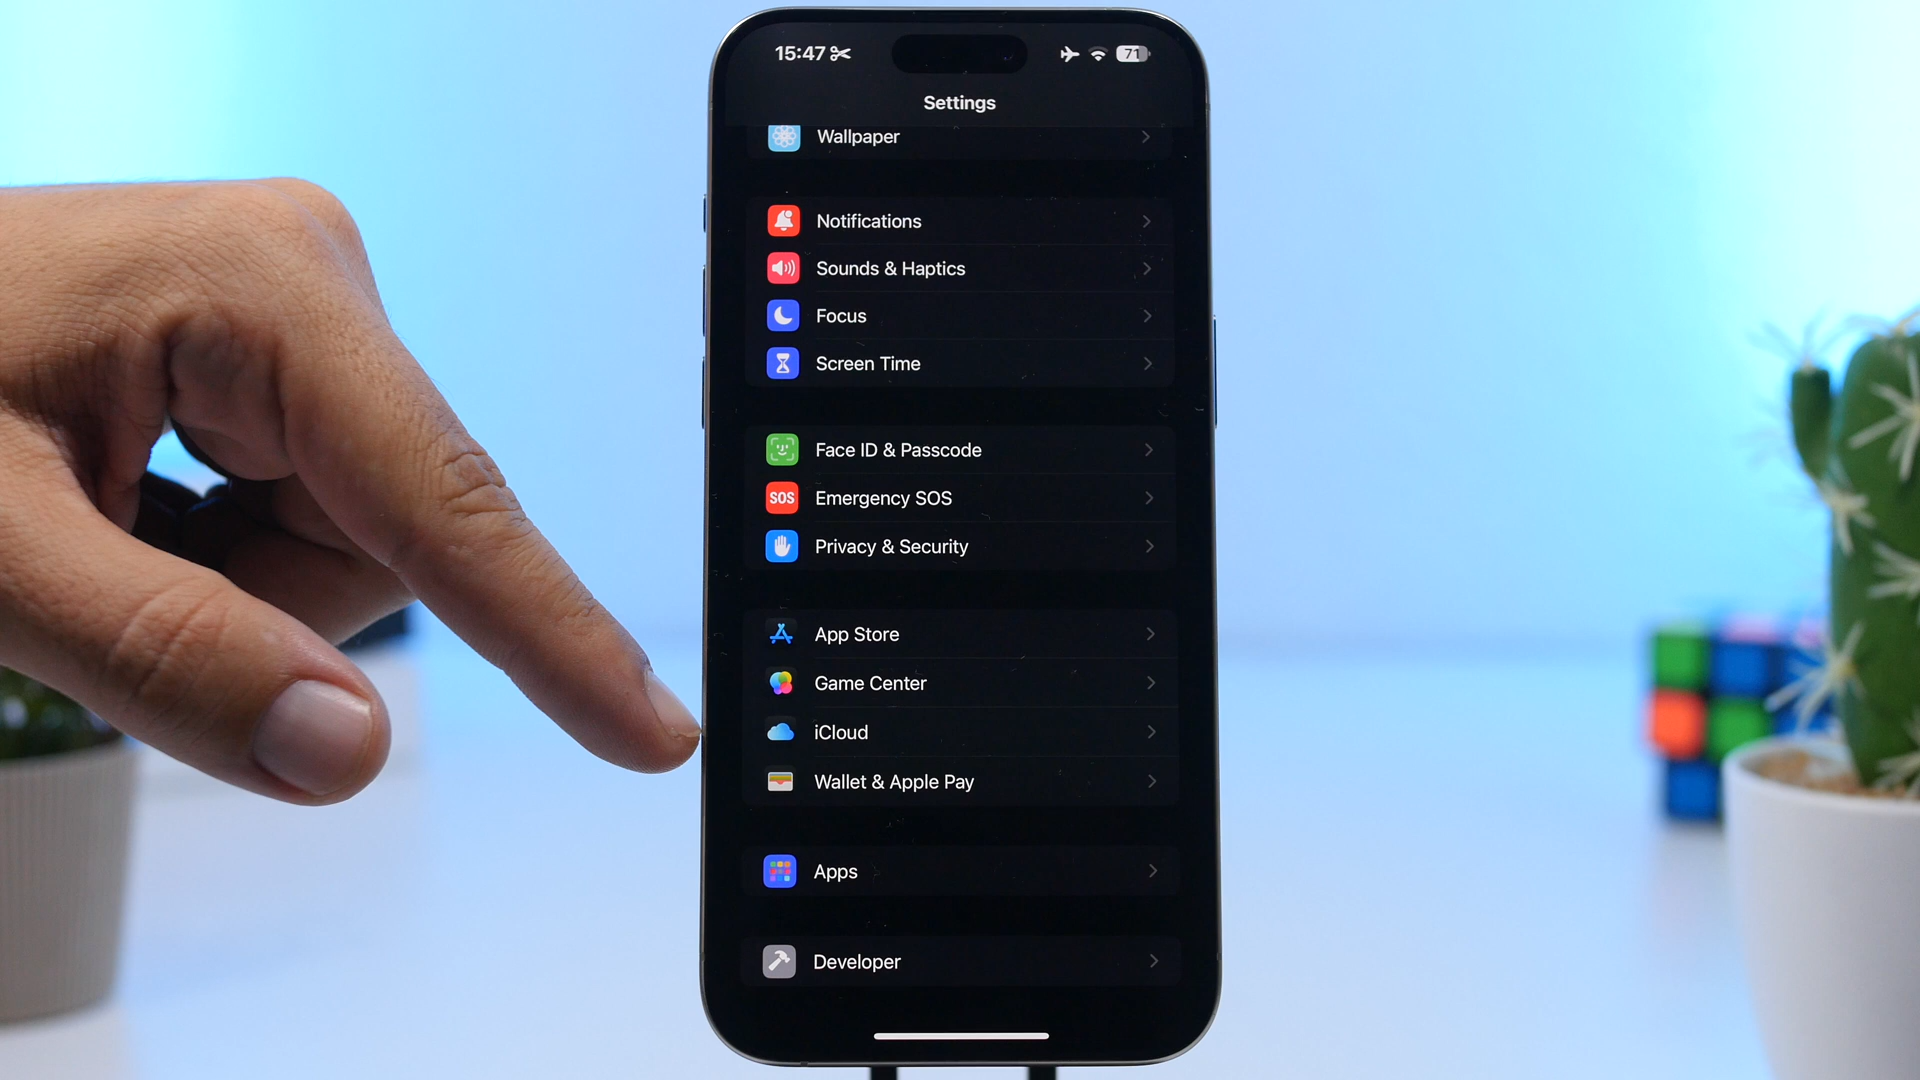 15:47
71
Settings
Wallpaper
Notifications
Sounds & Haptics
Focus
Screen Time
Face ID & Passcode
SOS Emergency SOS
Privacy & Security
App Store
Game Center
iCloud
Wallet & Apple Pay
Apps
Developer